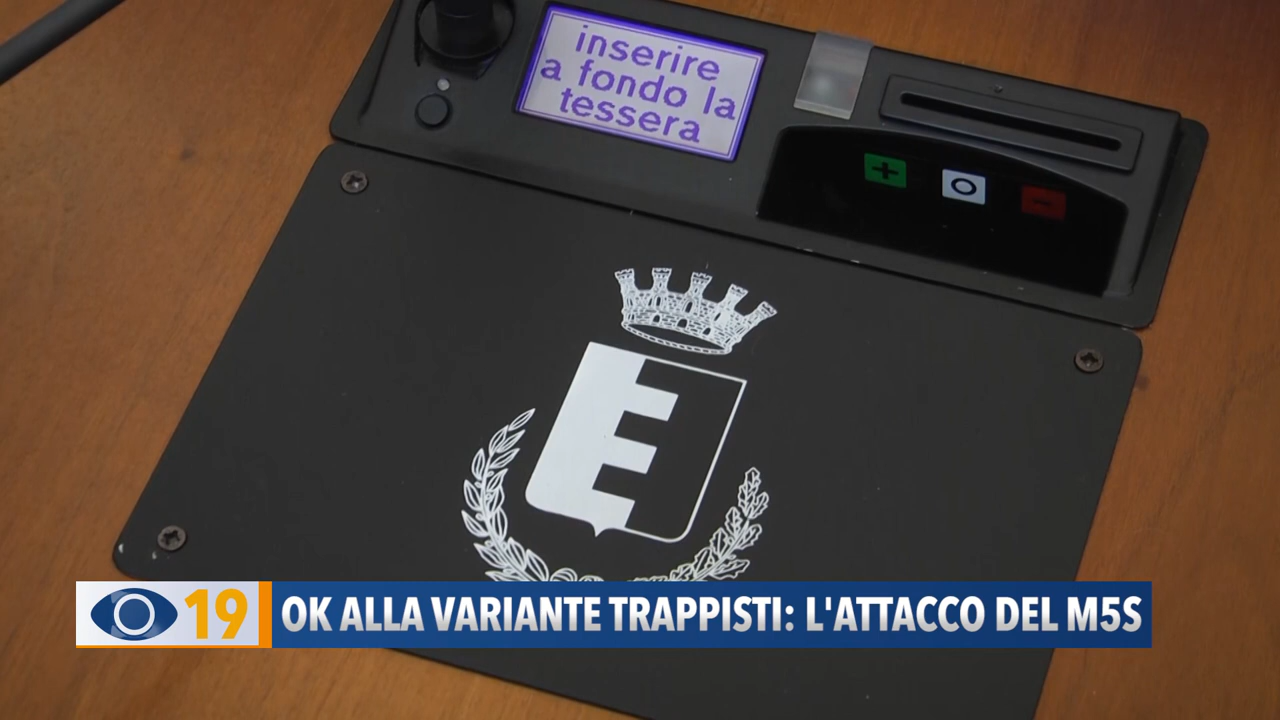 inserire
a fondo la
tessera
+ O -
19
OK ALLA VARIANTE TRAPPISTI: L'ATTACCO DEL M5S